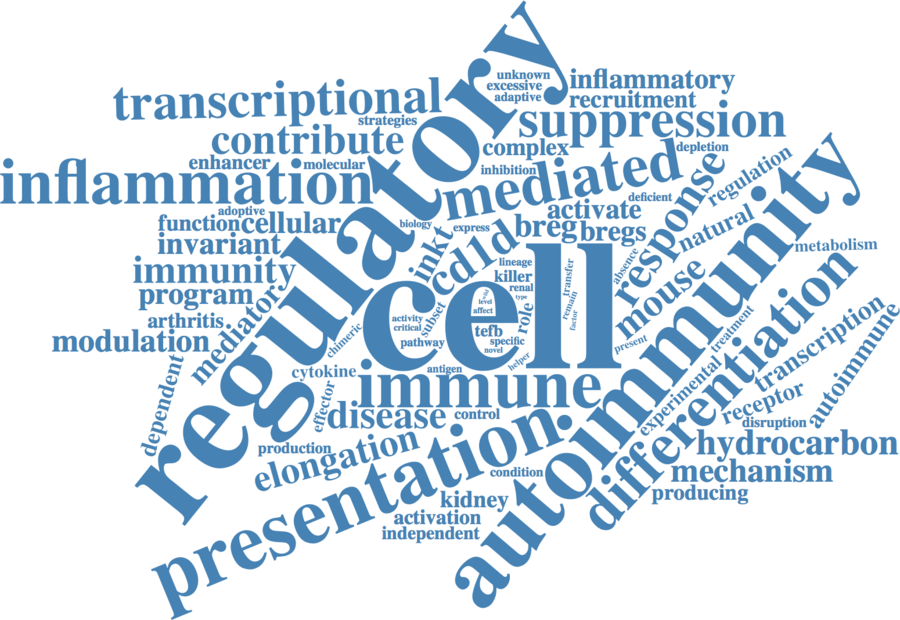 unknown
excessive
adaptive
inflammatory
recruitment
transcriptional
strategies
suppression
contribute
complex
depletion
enhancer
molecular
inhibition
inflammation
regulatory
mediated
response
regulation
deficient
adoptive
function
cellular
biology
express
activate
breg
bregs
natural
invariant
inkt
cd1d
metabolism
immunity
lineage
killer
renal
type
transfer
absence
mouse
autoimmunity
program
mediator
cell
wild
level
affect
remain
factor
arthritis
activity
critical
subset
role
tefb
specific
novel
modulation
chimeric
pathway
helper
present
treatment
differentiation
transcription
dependent
cytokine
antigen
experimental
autoimmune
effector
immune
receptor
disease
control
disruption
production
elongation
presentation
condition
hydrocarbon
mechanism
kidney
producing
activation
independent